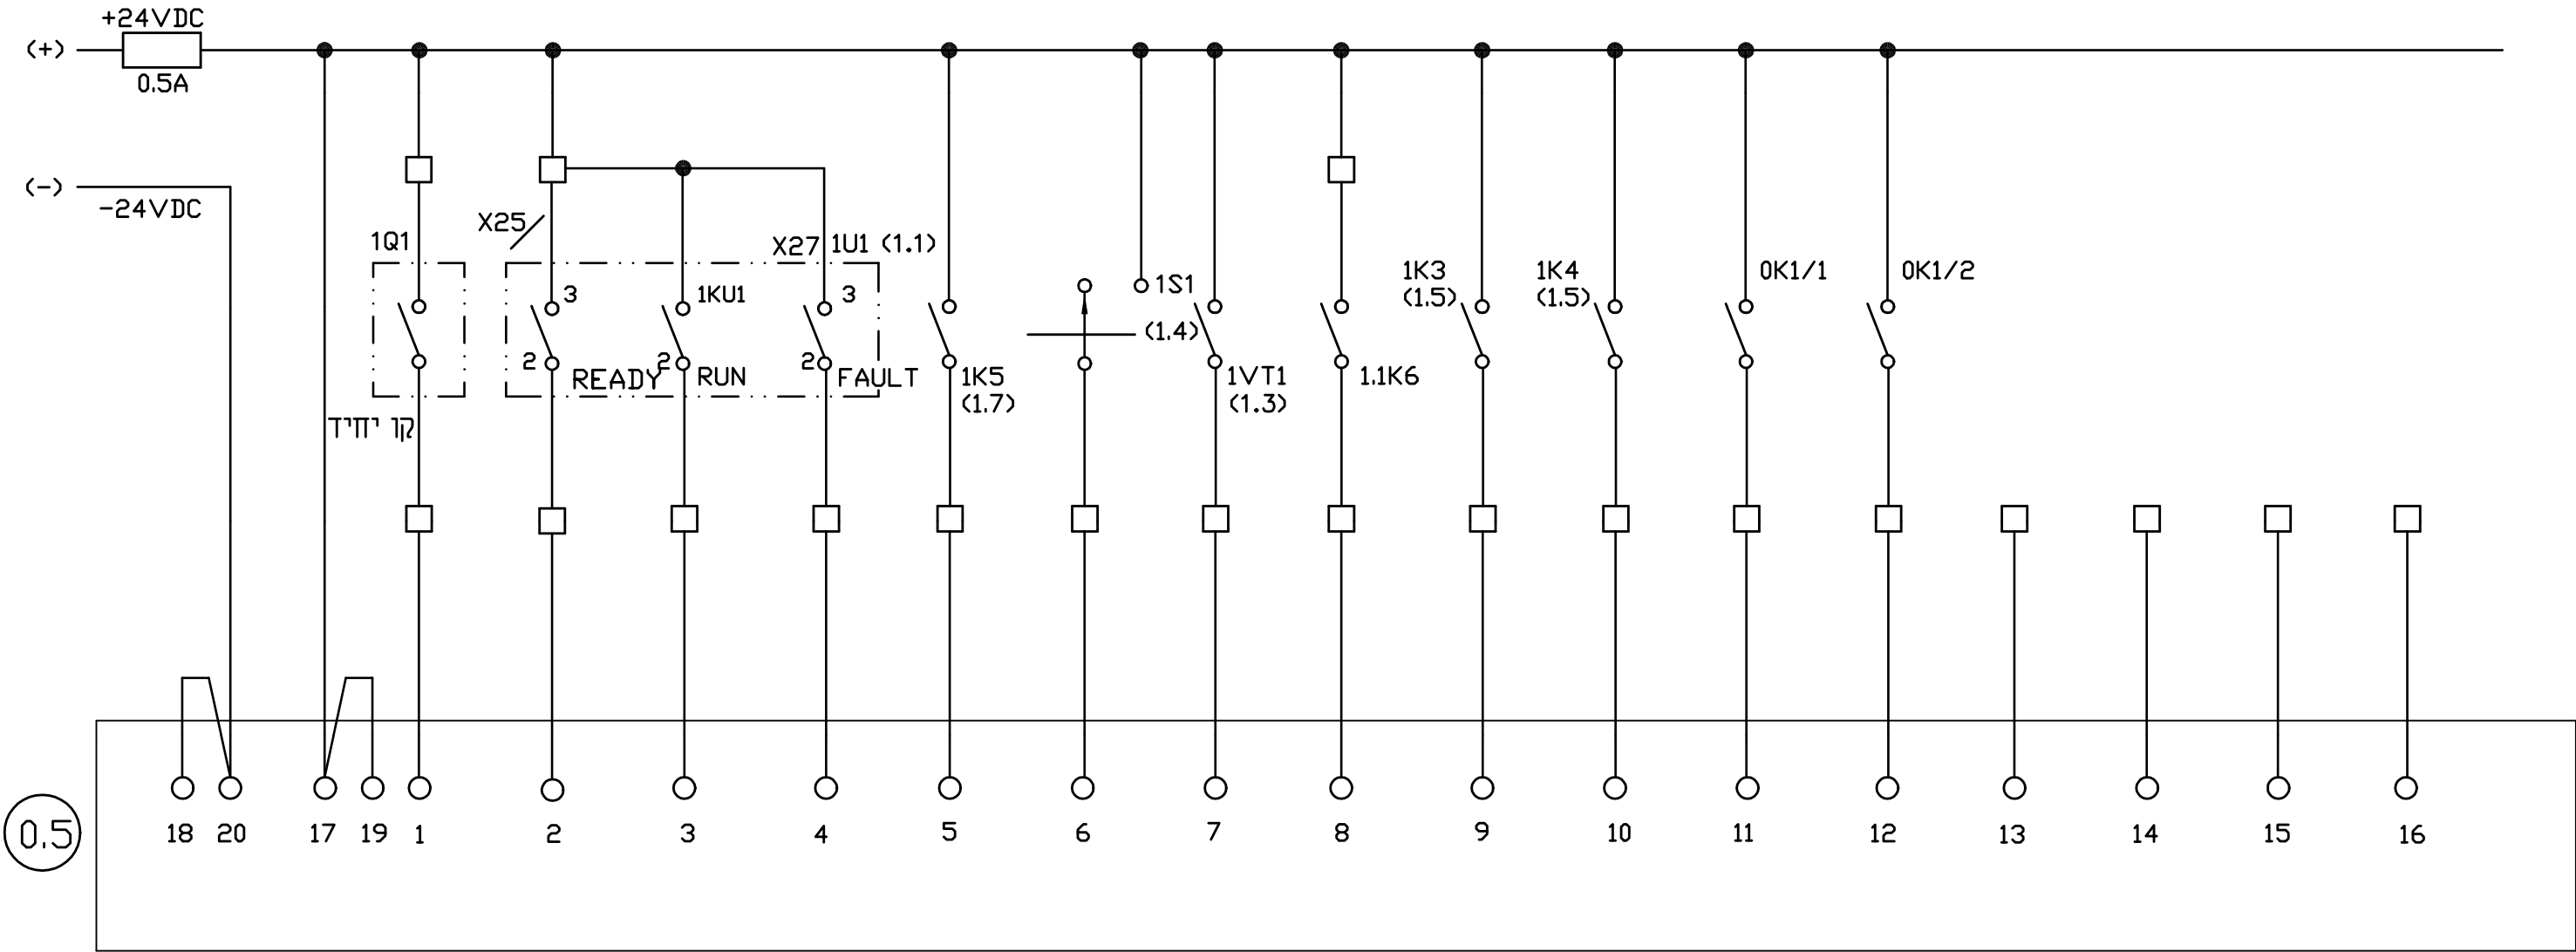 +24VDC
(+)
0.5A
(-)
-24VDC
1Q1
X25
X27
1U1 (1.1)
3
1KU1
3
1S1
1K3
(1.5)
1K4
(1.5)
0K1/1
0K1/2
(1.4)
2
READY
2
RUN
2
FAULT
1K5
(1.7)
1VT1
(1.3)
1.1K6
קו יחיד
0.5
18
20
17
19
1
2
3
4
5
6
7
8
9
10
11
12
13
14
15
16